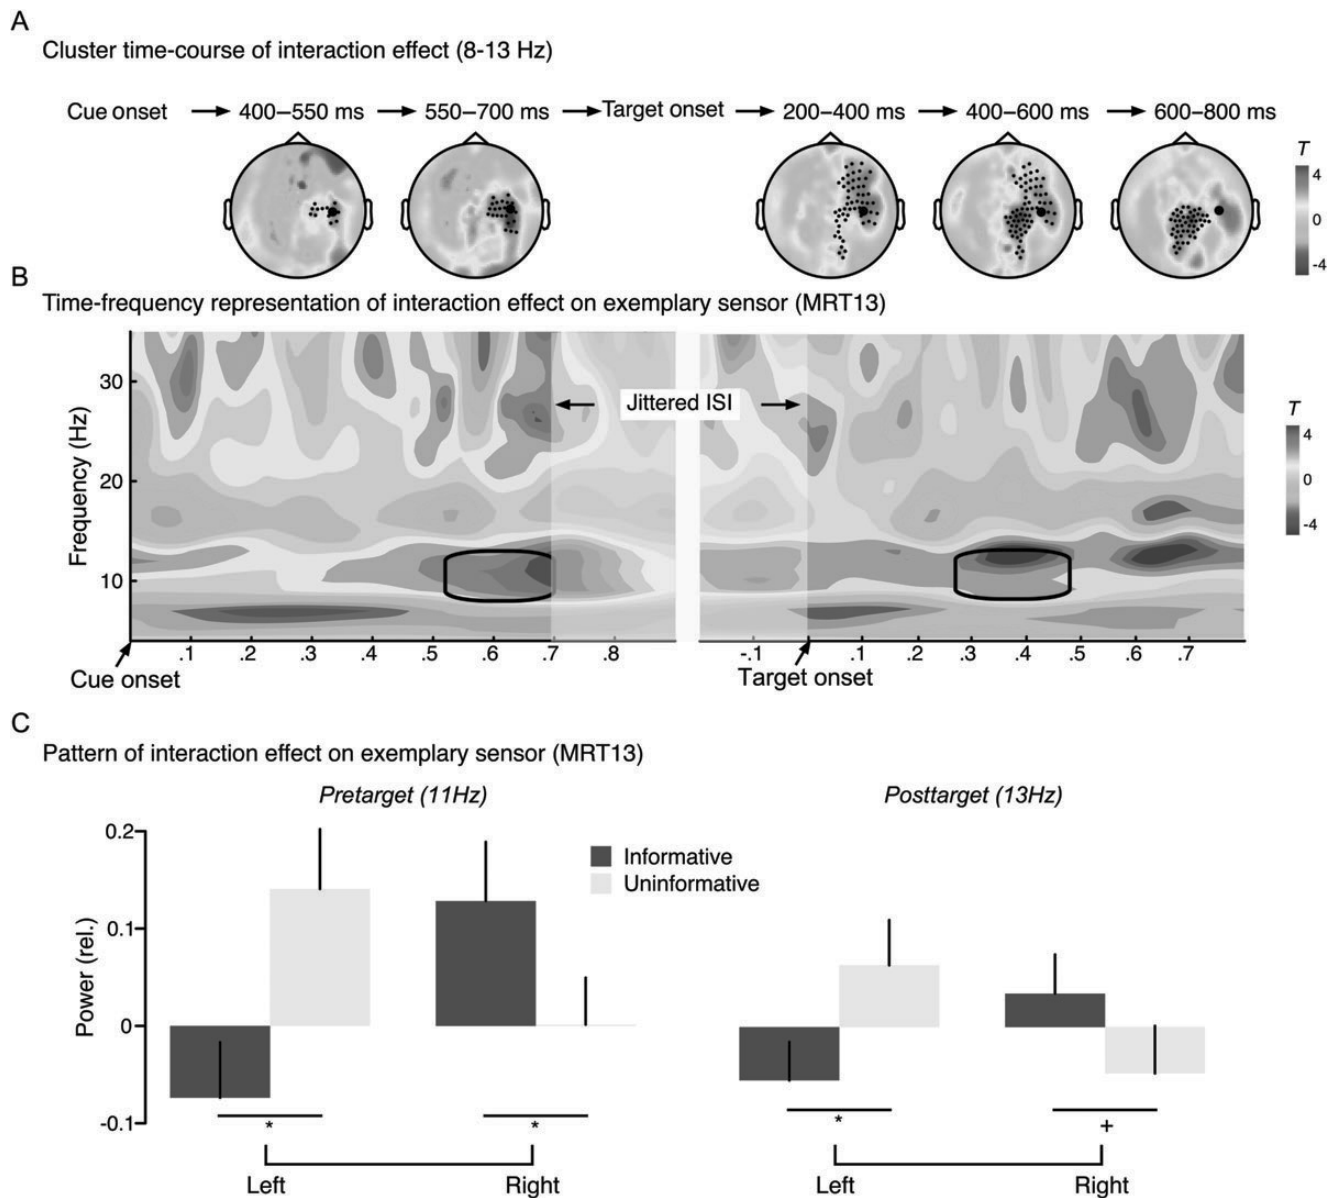 A
Cluster time-course of interaction effect (8-13 Hz)
Cue onset 400–550 ms 550–700 ms Target onset 200–400 ms 400–600 ms 600–800 ms
T
4
0
-4
B
Time-frequency representation of interaction effect on exemplary sensor (MRT13)
Frequency (Hz)
30
20
10
Jittered ISI
T
4
0
-4
.1 .2 .3 .4 .5 .6 .7 .8 -.1 .1 .2 .3 .4 .5 .6 .7
Cue onset Target onset
C
Pattern of interaction effect on exemplary sensor (MRT13)
Pretarget (11Hz) Posttarget (13Hz)
Power (rel.)
0.2
0.1
0
-0.1
Informative
Uninformative
* * * +
Left Right Left Right